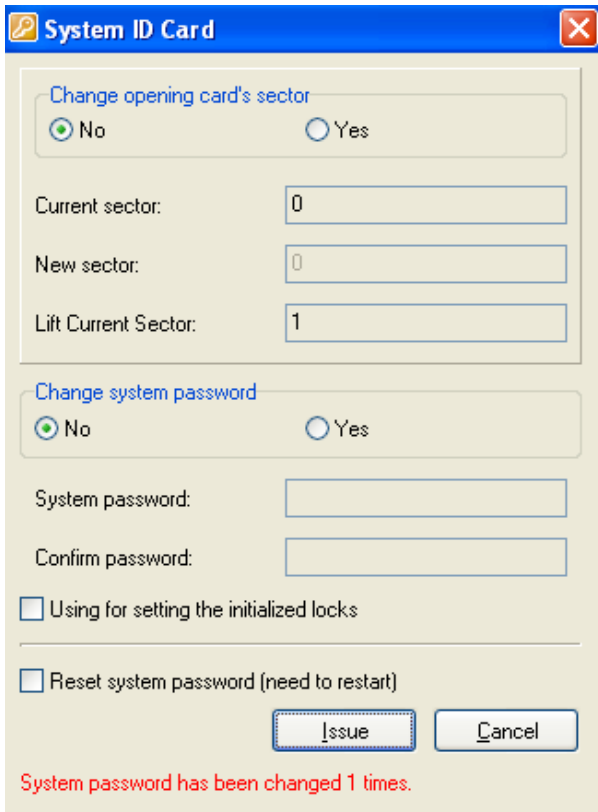 System ID Card
Change opening card's sector
No Yes
Current sector: 0
New sector: 0
Lift Current Sector: 1
Change system password
No Yes
System password:
Confirm password:
Using for setting the initialized locks
Reset system password (need to restart)
Issue Cancel
System password has been changed 1 times.